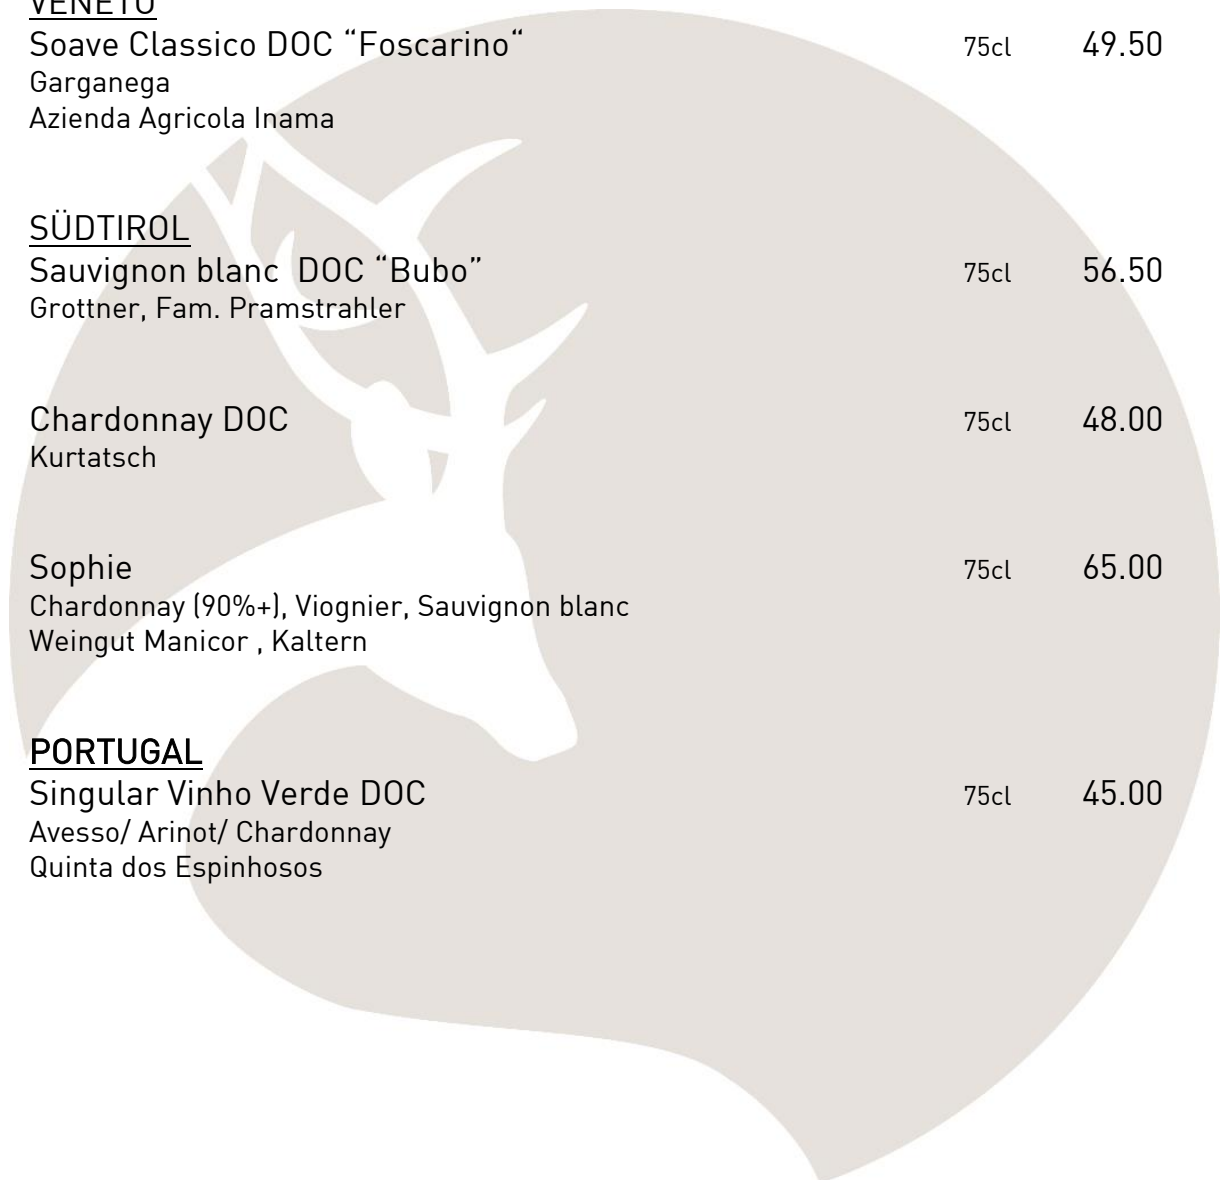 VENETO
Soave Classico DOC “Foscarino“ 75cl 49.50
Garganega
Azienda Agricola Inama
SÜDTIROL
Sauvignon blanc  DOC “Bubo” 75cl 56.50
Grottner, Fam. Pramstrahler
Chardonnay DOC 75cl 48.00
Kurtatsch
Sophie 75cl 65.00
Chardonnay (90%+), Viognier, Sauvignon blanc
Weingut Manicor , Kaltern
PORTUGAL
Singular Vinho Verde DOC 75cl 45.00
Avesso/ Arinot/ Chardonnay
Quinta dos Espinhosos